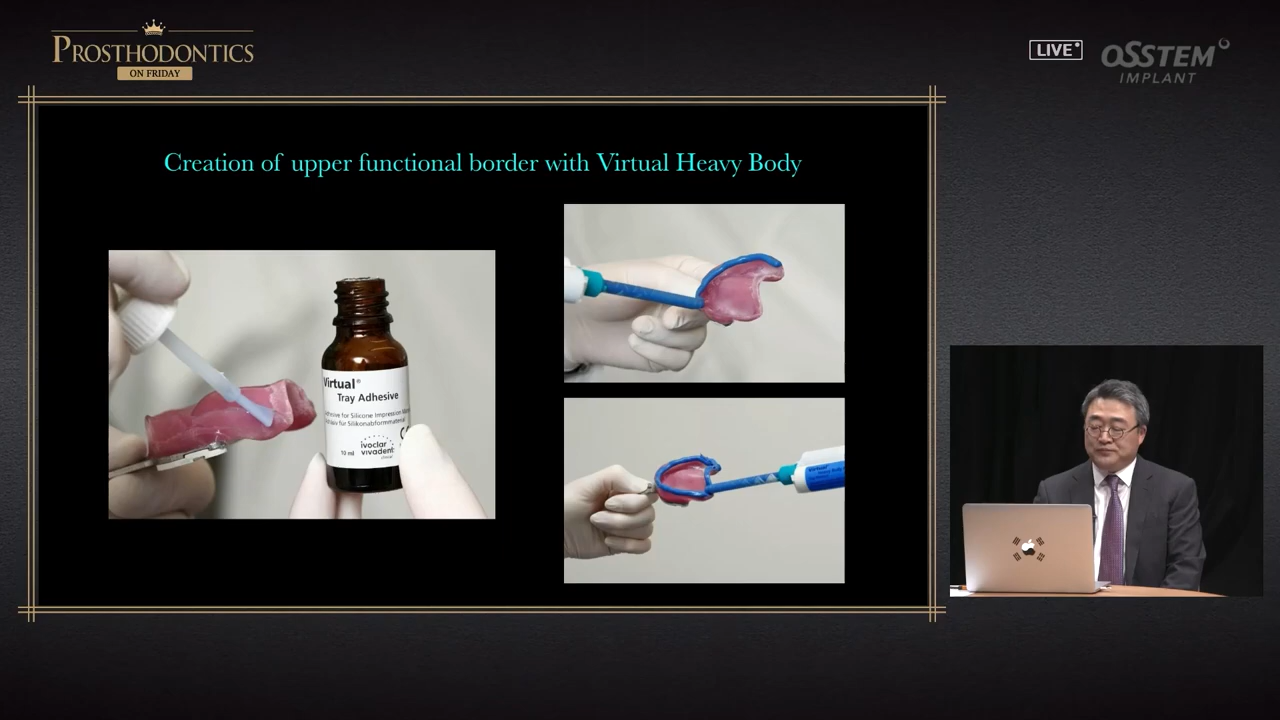 PROSTHODONTICS
ON FRIDAY
LIVE
OSSTEM
IMPLANT
Creation of upper functional border with Virtual Heavy Body
Virtual®
Tray Adhesive
10 ml
ivoclar
vivadent
Virtual